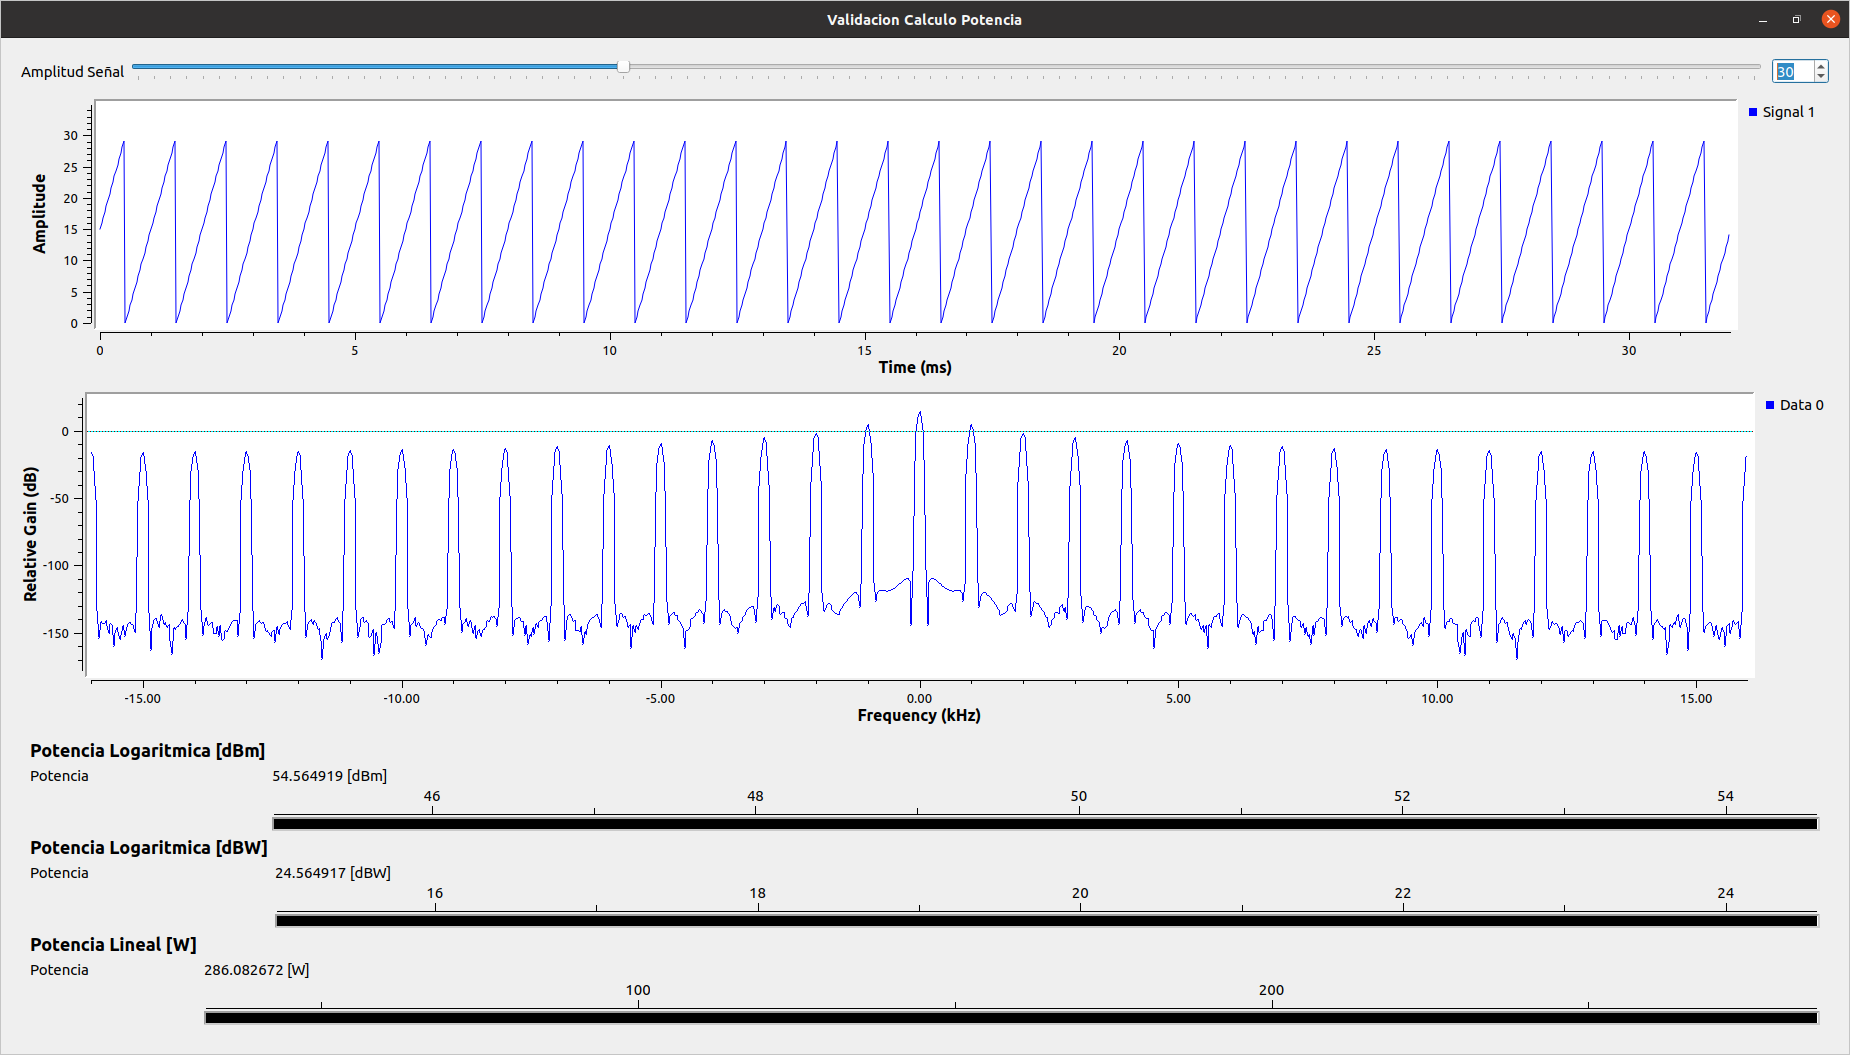 Validacion Calculo Potencia
Amplitud Señal
30
Signal 1
30
25
20
15
10
5
0
Amplitude
0 5 10 15 20 25 30
Time (ms)
Data 0
0
-50
-100
-150
Relative Gain (dB)
-15.00 -10.00 -5.00 0.00 5.00 10.00 15.00
Frequency (kHz)
Potencia Logaritmica [dBm]
Potencia 54.564919 [dBm]
46 48 50 52 54
Potencia Logaritmica [dBW]
Potencia 24.564917 [dBW]
16 18 20 22 24
Potencia Lineal [W]
Potencia 286.082672 [W]
100 200